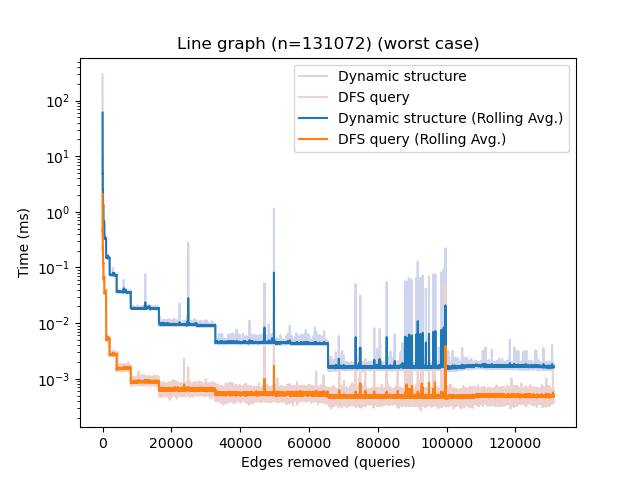 Line graph (n=131072) (worst case)
Dynamic structure
DFS query
Dynamic structure (Rolling Avg.)
DFS query (Rolling Avg.)
Time (ms)
10²
10¹
10⁰
10⁻¹
10⁻²
10⁻³
0 20000 40000 60000 80000 100000 120000
Edges removed (queries)